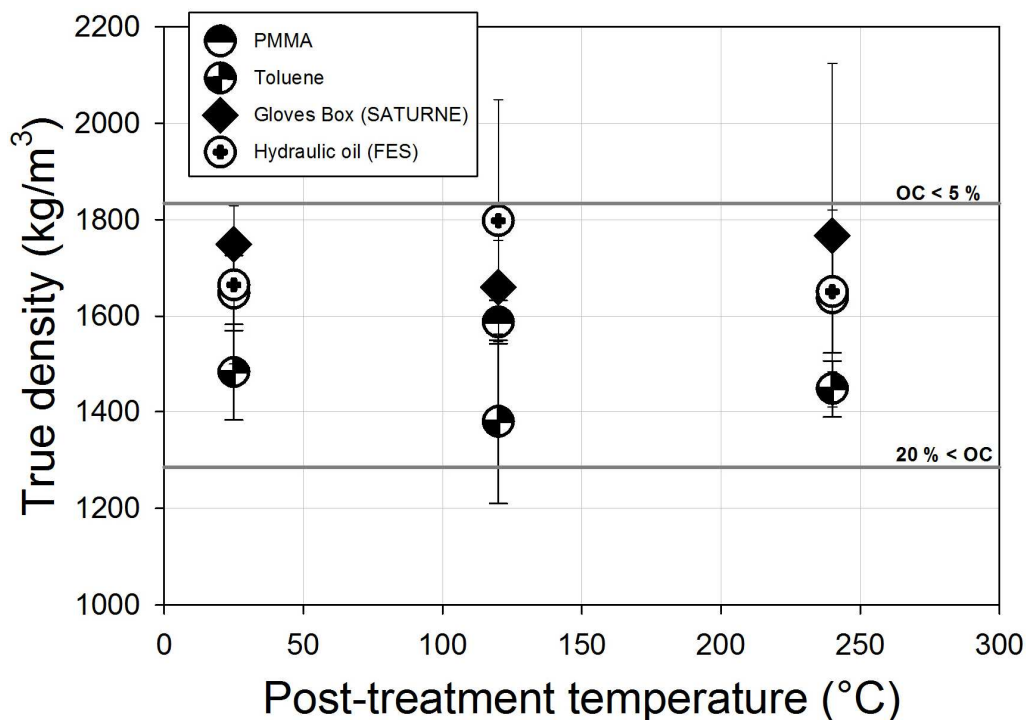 2200
2000
1800
1600
1400
1200
1000
True density (kg/m³)
PMMA
Toluene
Gloves Box (SATURNE)
Hydraulic oil (FES)
OC < 5 %
20 % < OC
0 50 100 150 200 250 300
Post-treatment temperature (°C)